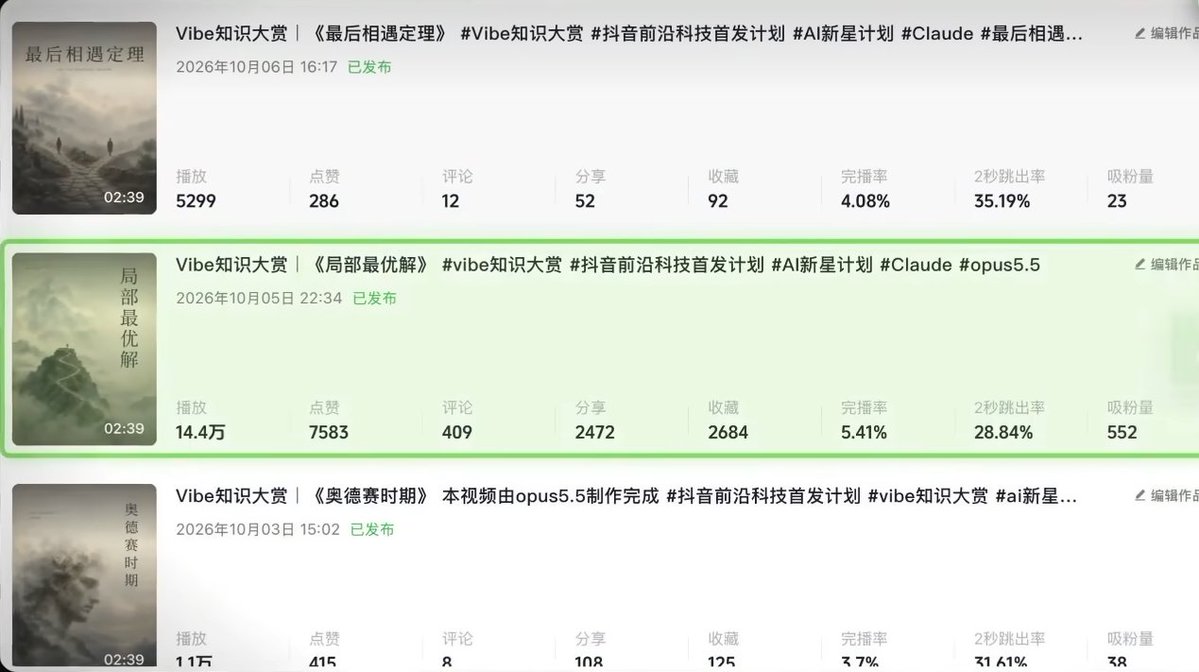 最后相遇定理
02:39
Vibe知识大赏｜《最后相遇定理》 #Vibe知识大赏 #抖音前沿科技首发计划 #AI新星计划 #Claude #最后相遇...
编辑作品
2026年10月06日 16:17 已发布
播放 点赞 评论 分享 收藏 完播率 2秒跳出率 吸粉量
5299 286 12 52 92 4.08% 35.19% 23
局部最优解
02:39
Vibe知识大赏｜《局部最优解》 #vibe知识大赏 #抖音前沿科技首发计划 #AI新星计划 #Claude #opus5.5
编辑作品
2026年10月05日 22:34 已发布
播放 点赞 评论 分享 收藏 完播率 2秒跳出率 吸粉量
14.4万 7583 409 2472 2684 5.41% 28.84% 552
奥德赛时期
02:39
Vibe知识大赏｜《奥德赛时期》 本视频由opus5.5制作完成 #抖音前沿科技首发计划 #vibe知识大赏 #ai新星...
编辑作品
2026年10月03日 15:02 已发布
播放 点赞 评论 分享 收藏 完播率 2秒跳出率 吸粉量
1.1万 415 8 108 125 3.7% 31.61% 38